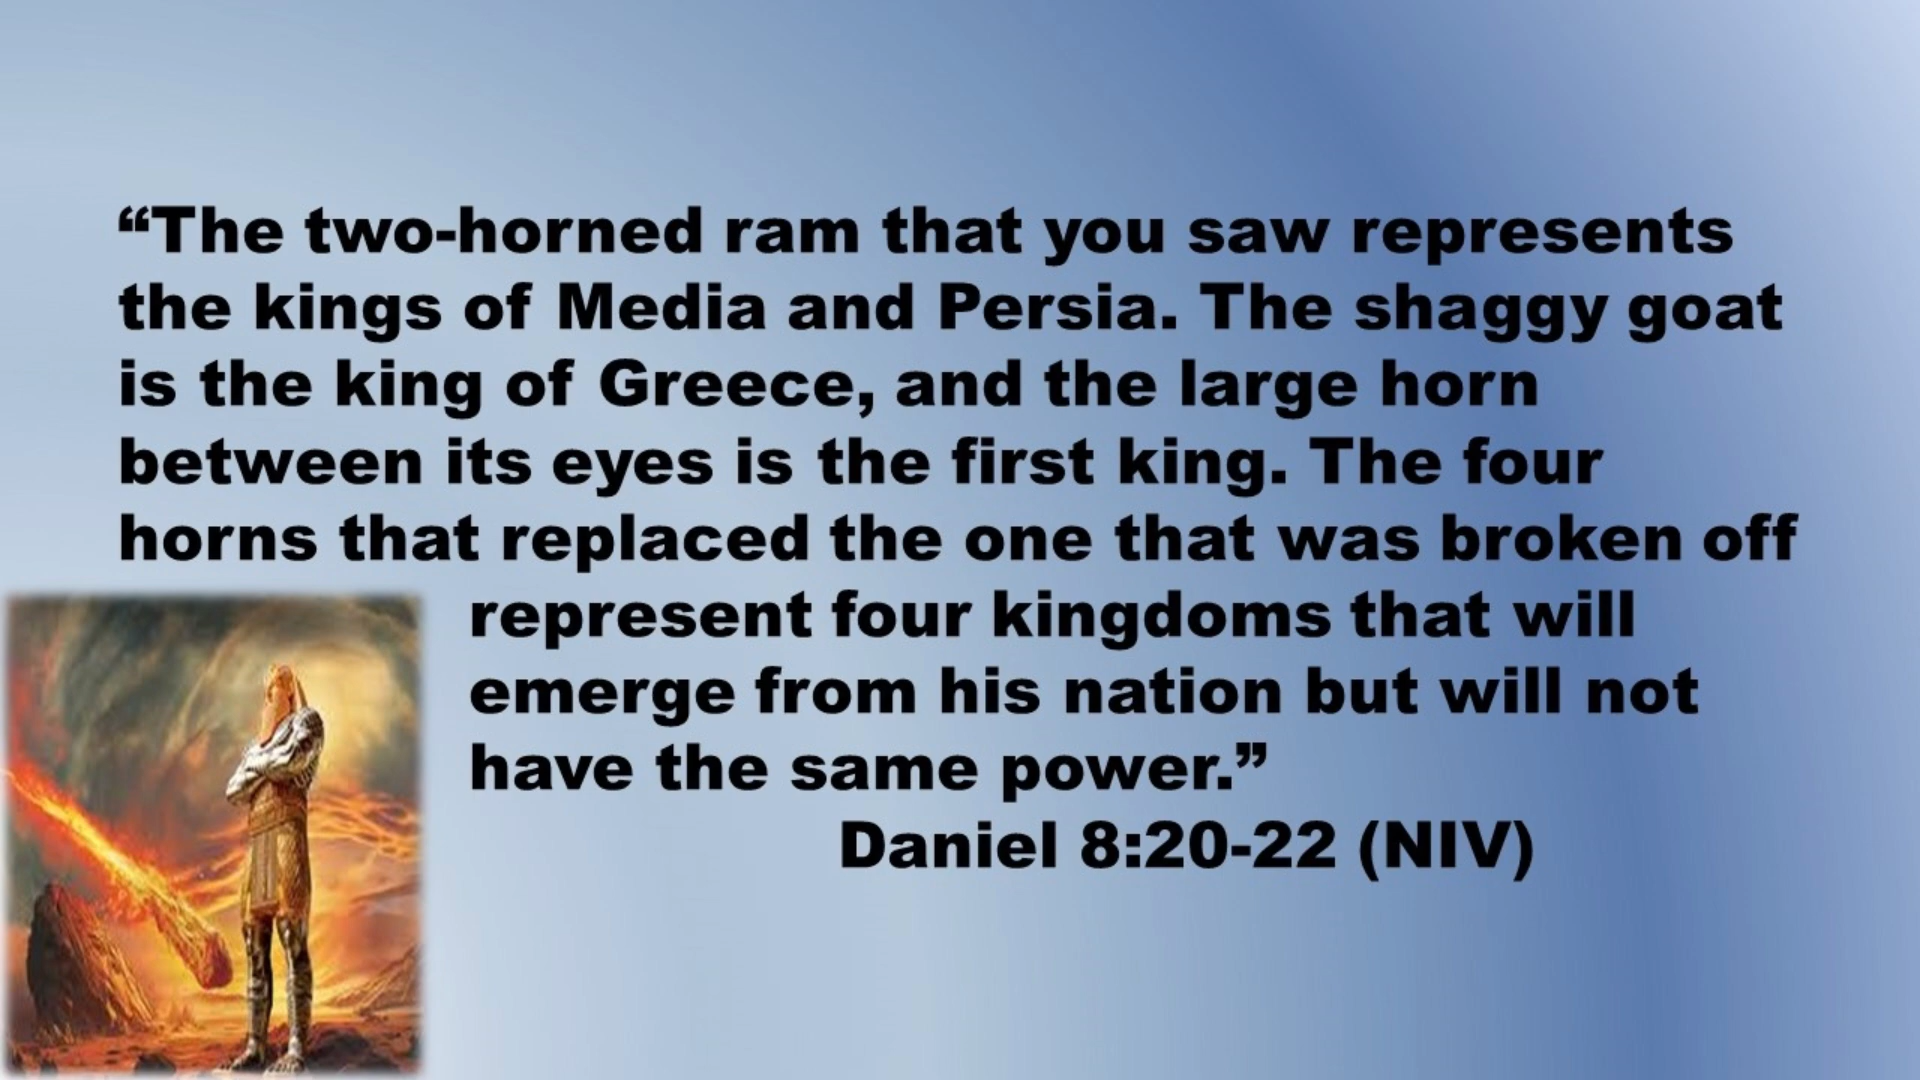 “The two-horned ram that you saw represents
the kings of Media and Persia. The shaggy goat
is the king of Greece, and the large horn
between its eyes is the first king. The four
horns that replaced the one that was broken off
represent four kingdoms that will
emerge from his nation but will not
have the same power.”
Daniel 8:20-22 (NIV)